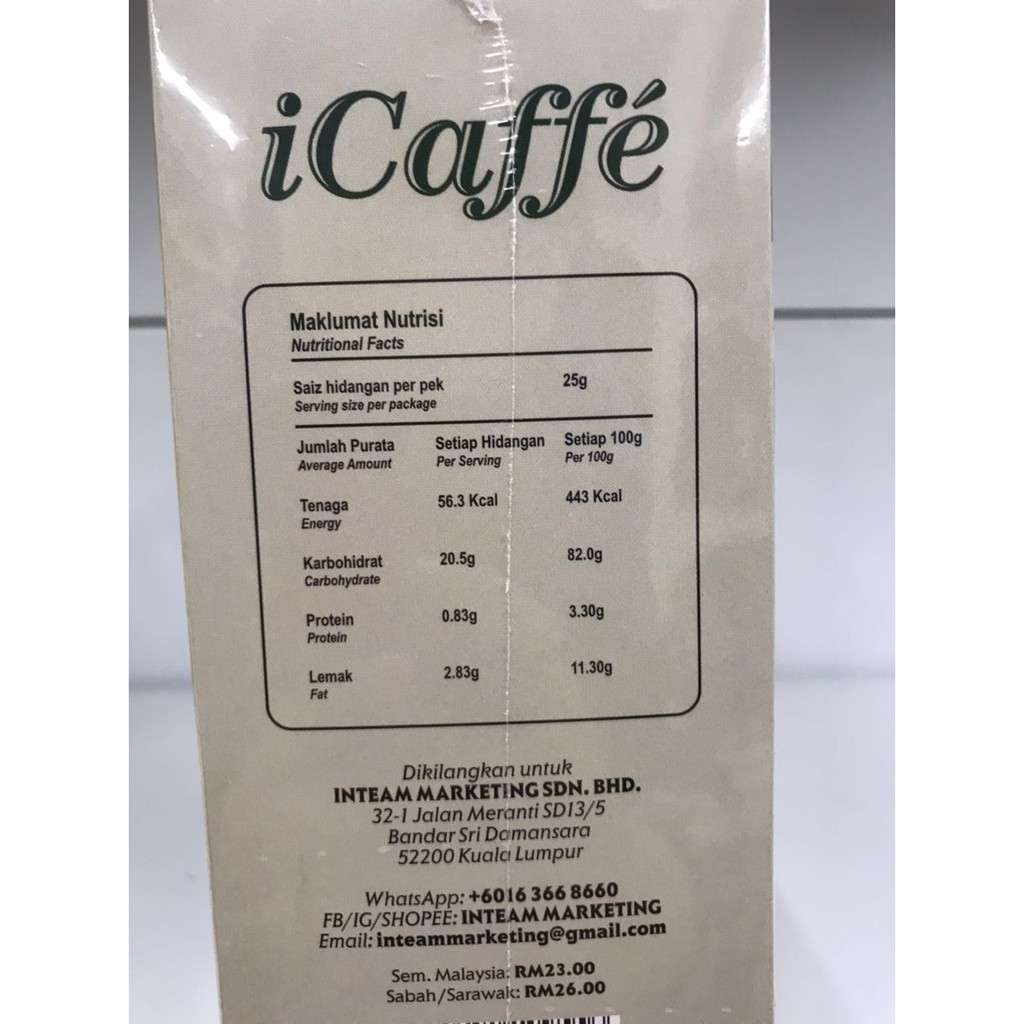 iCaffé
Maklumat Nutrisi
Nutritional Facts
Saiz hidangan per pek 25g
Serving size per package
Jumlah Purata Setiap Hidangan Setiap 100g
Average Amount Per Serving Per 100g
Tenaga 56.3 Kcal 443 Kcal
Energy
Karbohidrat 20.5g 82.0g
Carbohydrate
Protein 0.83g 3.30g
Protein
Lemak 2.83g 11.30g
Fat
Dikilangkan untuk
INTEAM MARKETING SDN. BHD.
32-1 Jalan Meranti SD13/5
Bandar Sri Damansara
52200 Kuala Lumpur
WhatsApp: +6016 366 8660
FB/IG/SHOPEE: INTEAM MARKETING
Email: inteammarketing@gmail.com
Sem. Malaysia: RM23.00
Sabah/Sarawak: RM26.00